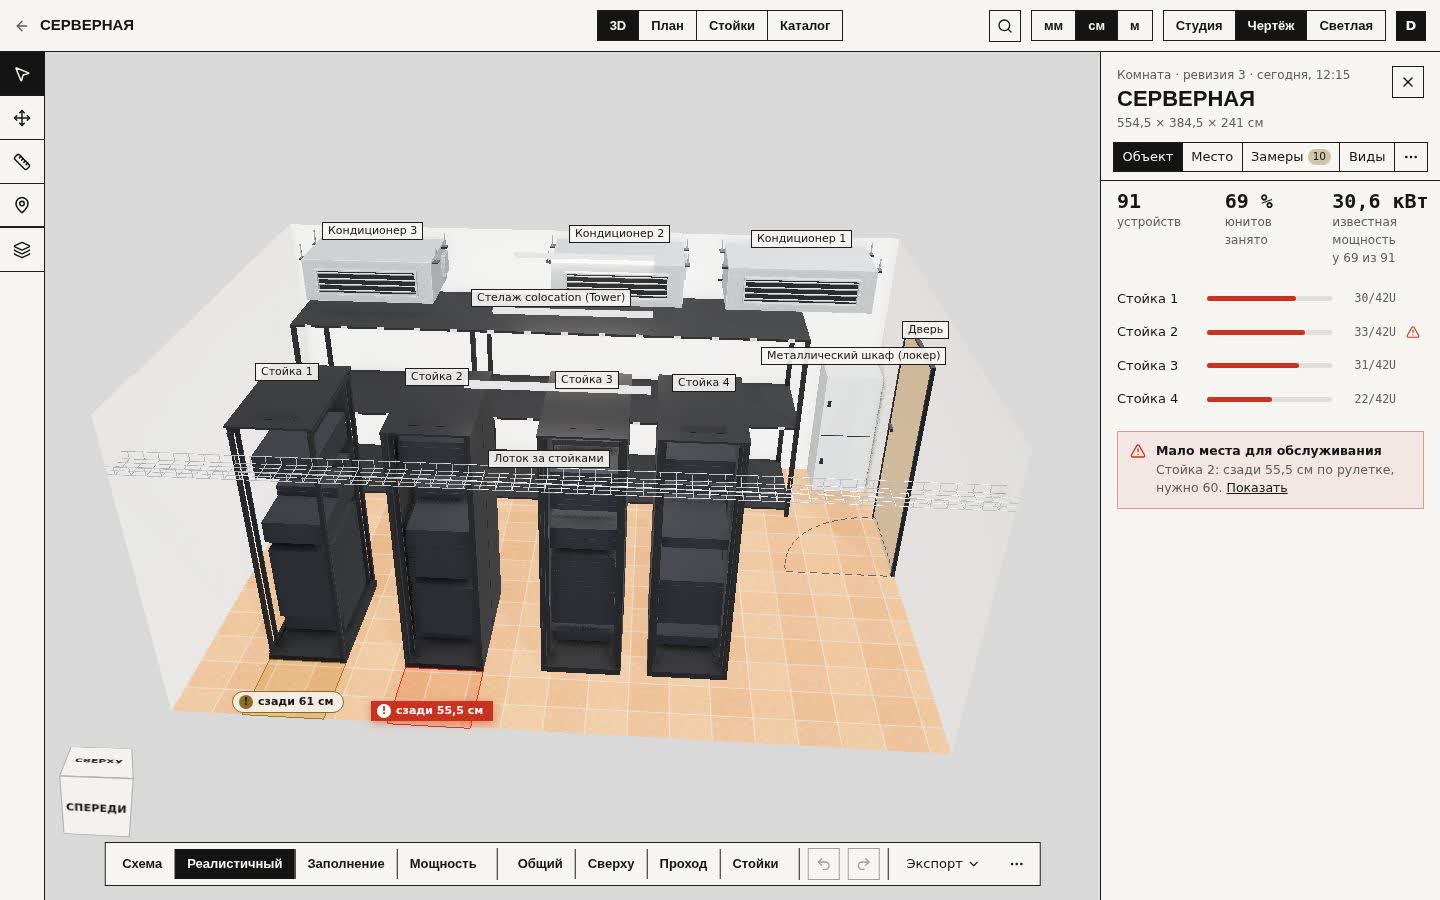 СЕРВЕРНАЯ
3D План Стойки Каталог
мм см м
Студия Чертёж Светлая
D
Комната · ревизия 3 · сегодня, 12:15
СЕРВЕРНАЯ
554,5 × 384,5 × 241 см
Объект Место Замеры 10 Виды
91
устройств
69 %
юнитов
занято
30,6 кВт
известная
мощность
у 69 из 91
Стойка 1 30/42U
Стойка 2 33/42U
Стойка 3 31/42U
Стойка 4 22/42U
Мало места для обслуживания
Стойка 2: сзади 55,5 см по рулетке,
нужно 60. Показать
Кондиционер 3
Кондиционер 2
Кондиционер 1
Стелаж colocation (Tower)
Дверь
Металлический шкаф (локер)
Стойка 1
Стойка 2
Стойка 3
Стойка 4
Лоток за стойками
сзади 61 см
сзади 55,5 см
СВЕРХУ
СПЕРЕДИ
Схема Реалистичный Заполнение Мощность Общий Сверху Проход Стойки Экспорт